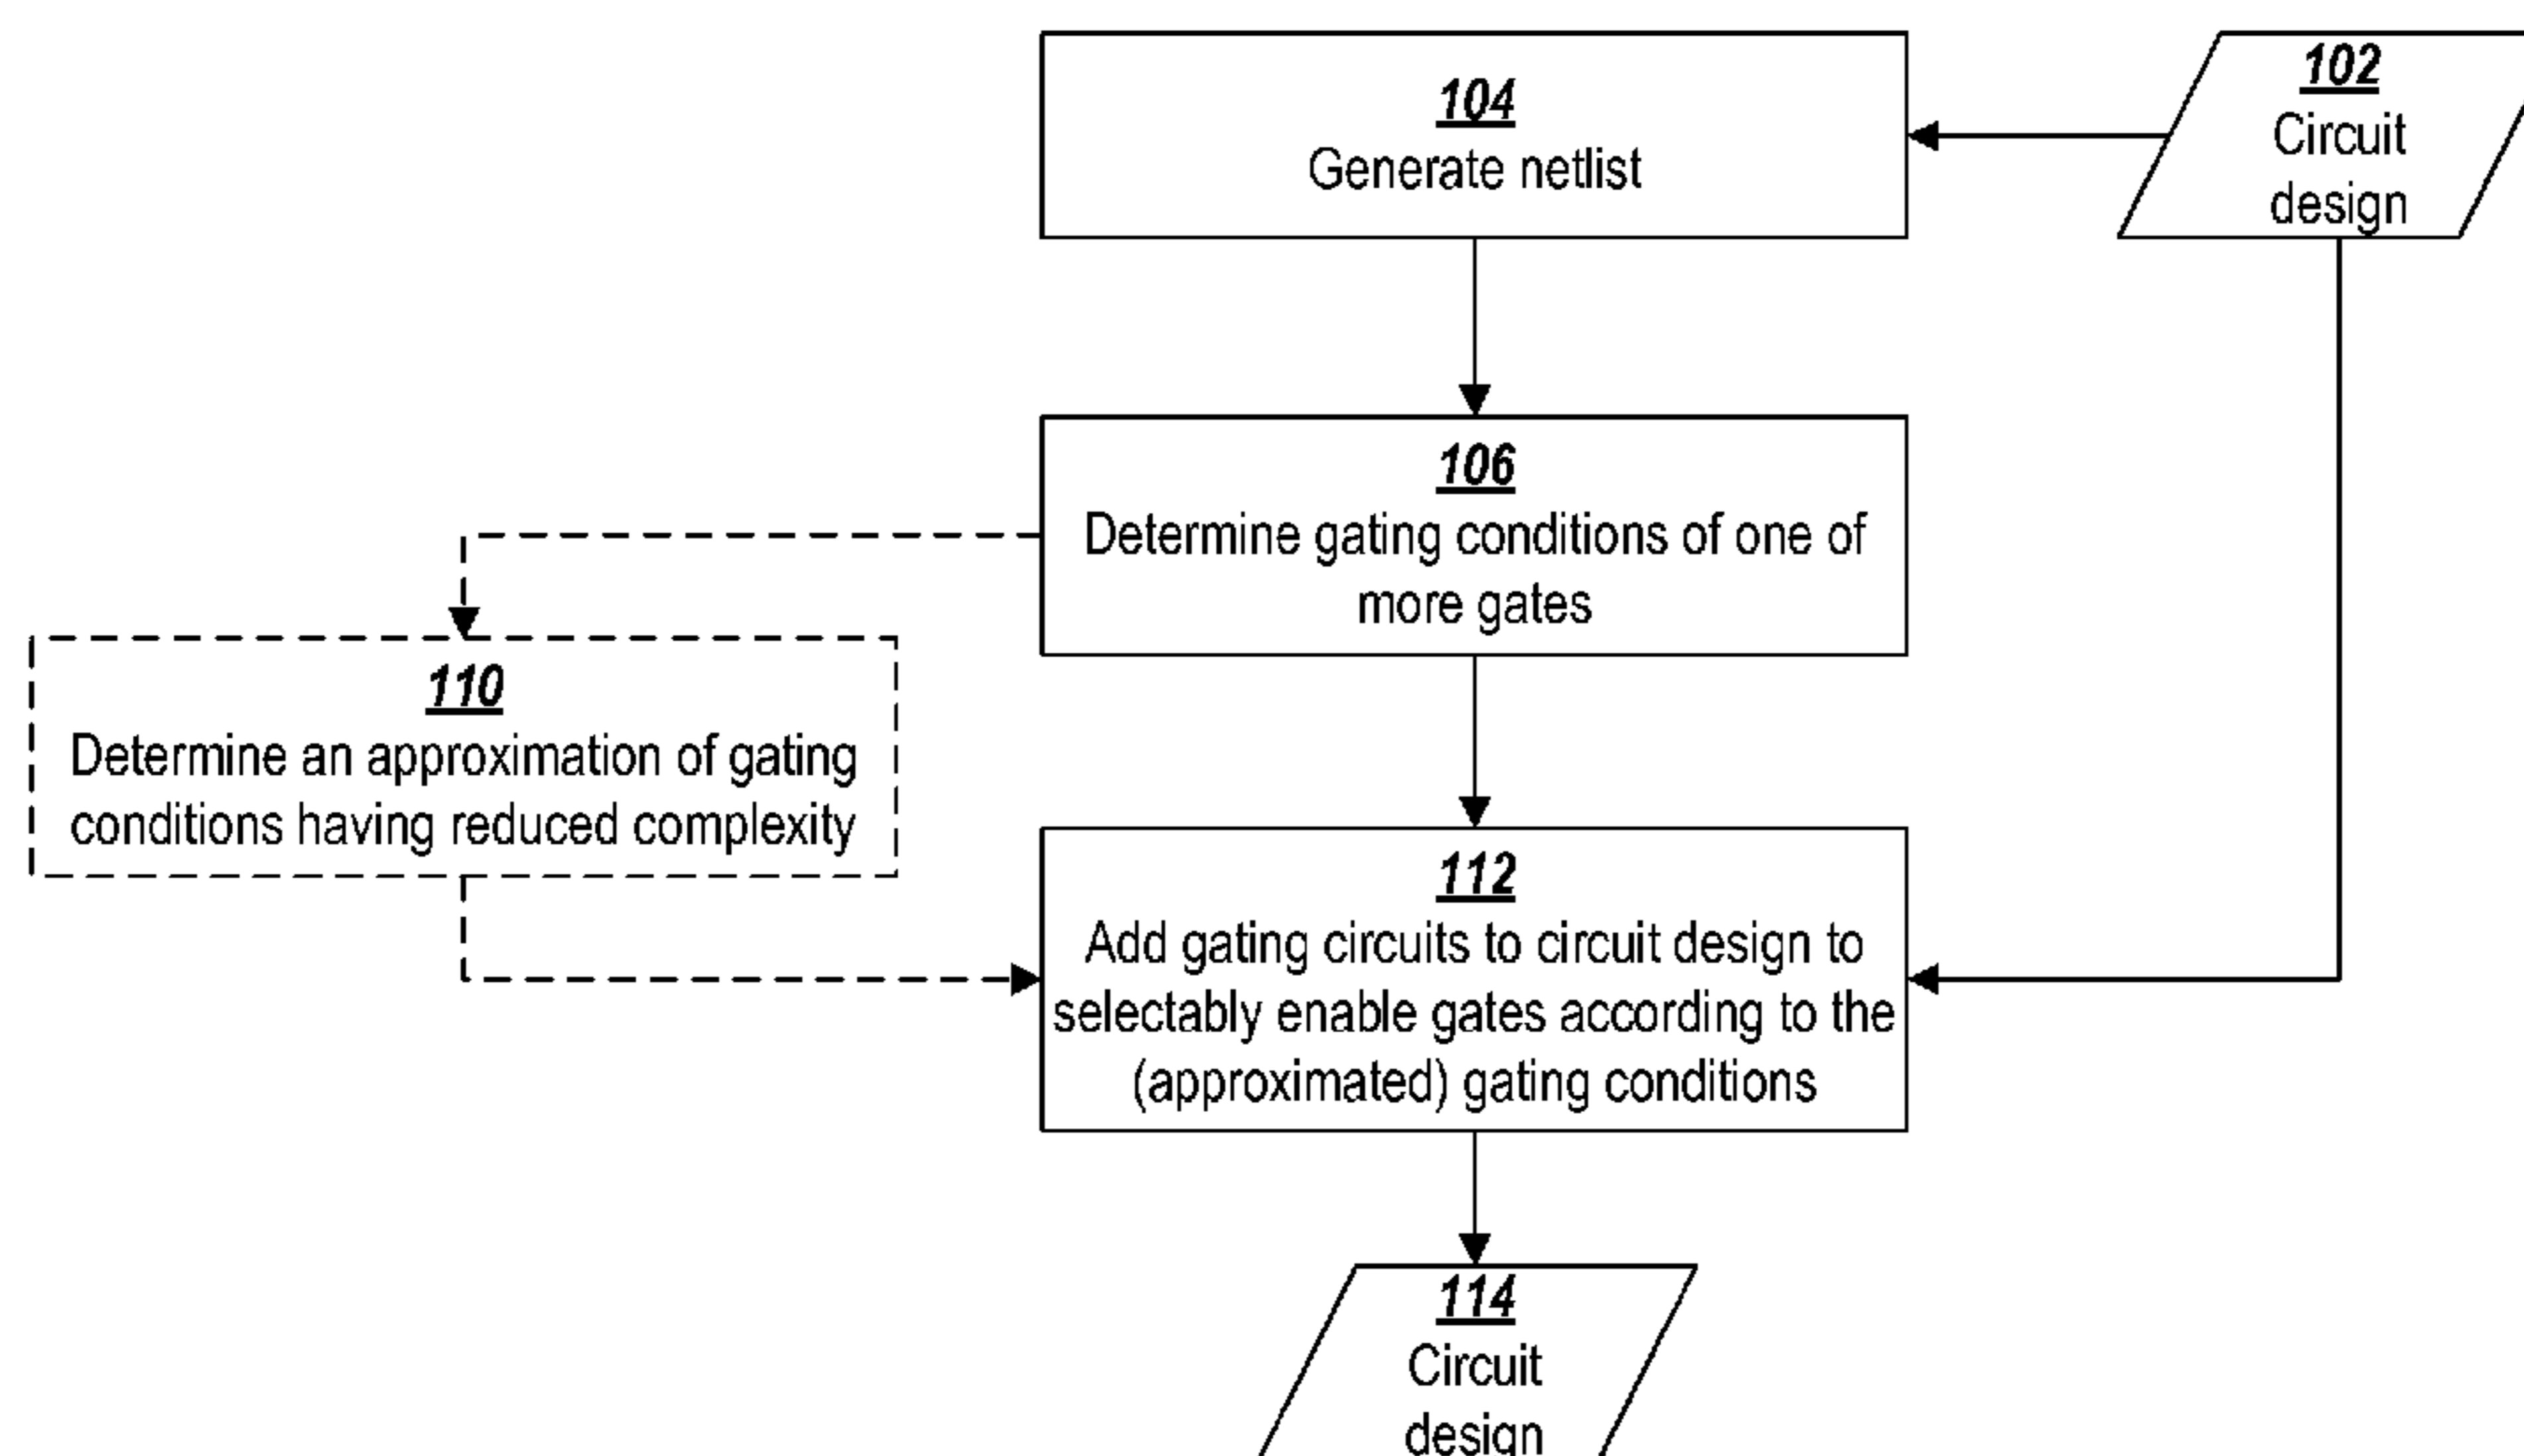 104
Generate netlist
102
Circuit
design
106
Determine gating conditions of one of
more gates
110
Determine an approximation of gating
conditions having reduced complexity
112
Add gating circuits to circuit design to
selectably enable gates according to the
(approximated) gating conditions
114
Circuit
design